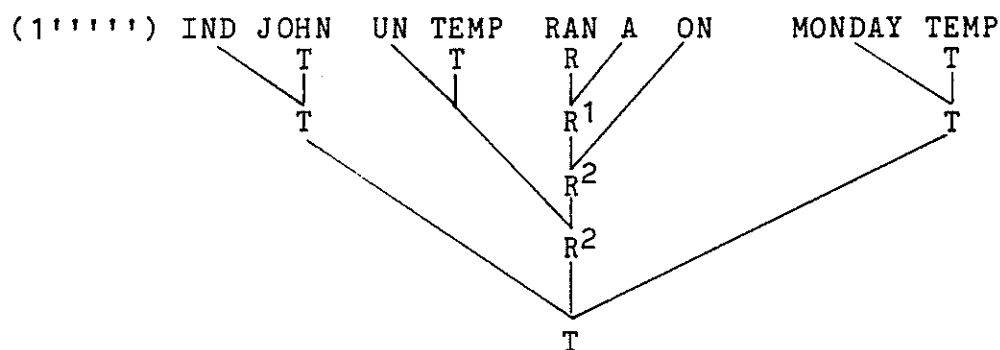 (1''''') IND JOHN UN TEMP RAN A ON MONDAY TEMP
T T R T
T R1 T
R2
R2
T